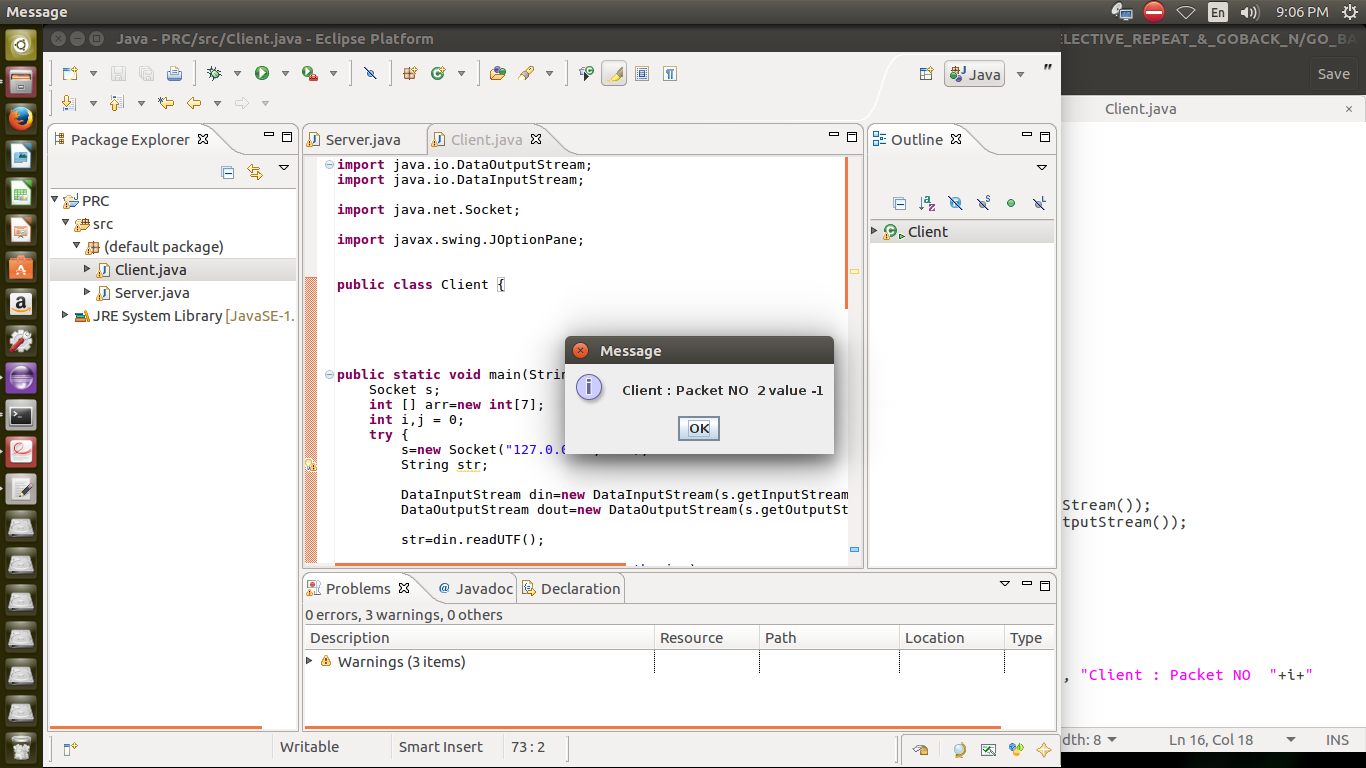 Message
En
9:06 PM
Java - PRC/src/Client.java - Eclipse Platform
ELECTIVE_REPEAT_&_GOBACK_N/GO_BA
Java
"
Save
Client.java
Package Explorer
Server.java
Client.java
Outline
PRC
src
(default package)
Client.java
Server.java
JRE System Library [JavaSE-1.
import java.io.DataOutputStream;
import java.io.DataInputStream;
import java.net.Socket;
import javax.swing.JOptionPane;
public class Client {
public static void main(Strin
Socket s;
int [] arr=new int[7];
int i,j = 0;
try {
s=new Socket("127.0.0
String str;
DataInputStream din=new DataInputStream(s.getInputStream
DataOutputStream dout=new DataOutputStream(s.getOutputSt
str=din.readUTF();
Client
Message
Client : Packet NO  2 value -1
OK
Stream());
tputStream());
, "Client : Packet NO  "+i+"
Problems
@ Javadoc
Declaration
0 errors, 3 warnings, 0 others
Description
Resource
Path
Location
Type
Warnings (3 items)
Writable
Smart Insert
73 : 2
dth: 8
Ln 16, Col 18
INS